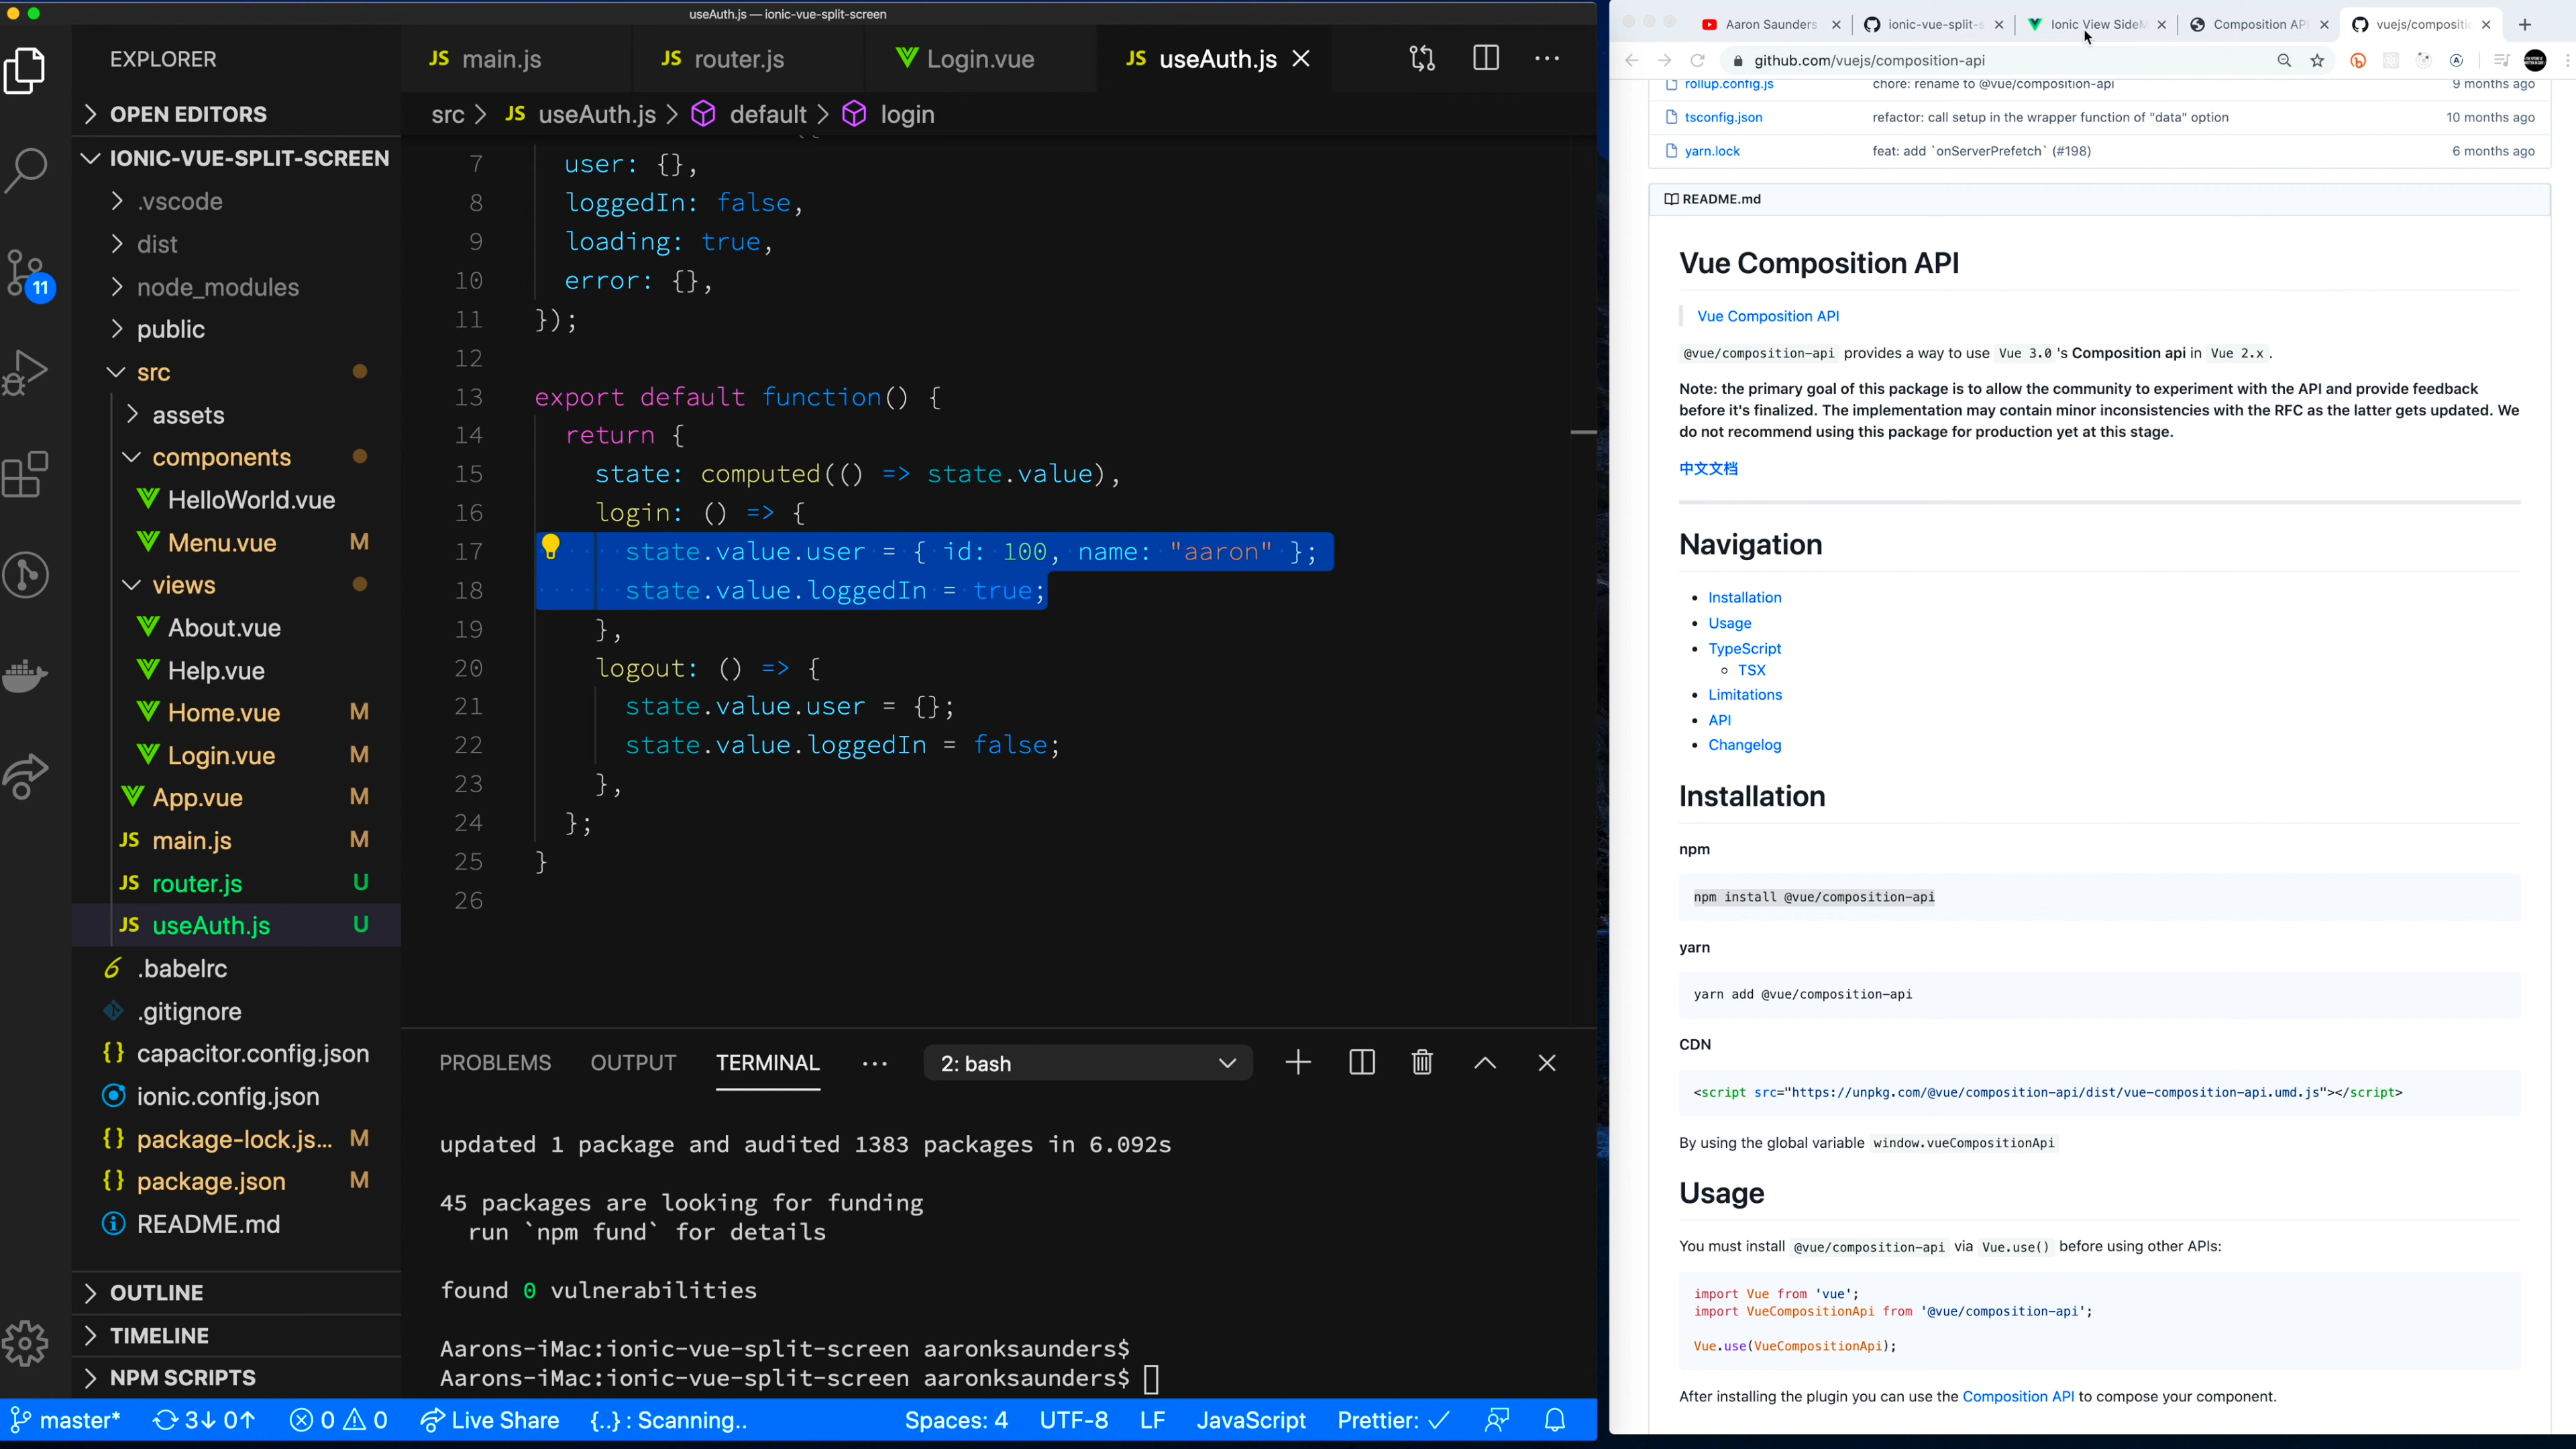 useAuth.js — ionic-vue-split-screen
EXPLORER
OPEN EDITORS
IONIC-VUE-SPLIT-SCREEN
.vscode
dist
node_modules
public
src
assets
components
HelloWorld.vue
Menu.vue M
views
About.vue
Help.vue
Home.vue M
Login.vue M
App.vue M
JS main.js M
JS router.js U
JS useAuth.js U
.babelrc
.gitignore
{} capacitor.config.json
ionic.config.json
{} package-lock.js... M
{} package.json M
README.md
OUTLINE
TIMELINE
NPM SCRIPTS
11
JS main.js JS router.js Login.vue JS useAuth.js
src > JS useAuth.js > default > login
7 user: {},
8 loggedIn: false,
9 loading: true,
10 error: {},
11 });
12
13 export default function() {
14 return {
15 state: computed(() => state.value),
16 login: () => {
17 state.value.user = { id: 100, name: "aaron" };
18 state.value.loggedIn = true;
19 },
20 logout: () => {
21 state.value.user = {};
22 state.value.loggedIn = false;
23 },
24 };
25 }
26
PROBLEMS OUTPUT TERMINAL ... 2: bash
updated 1 package and audited 1383 packages in 6.092s
45 packages are looking for funding
run `npm fund` for details
found 0 vulnerabilities
Aarons-iMac:ionic-vue-split-screen aaronksaunders$
Aarons-iMac:ionic-vue-split-screen aaronksaunders$
master* 3↓ 0↑ 0 0 Live Share {..} : Scanning.. Spaces: 4 UTF-8 LF JavaScript Prettier: ✓
Aaron Saunders ionic-vue-split-s Ionic View SideM Composition API vuejs/compositi
github.com/vuejs/composition-api
rollup.config.js chore: rename to @vue/composition-api 9 months ago
tsconfig.json refactor: call setup in the wrapper function of "data" option 10 months ago
yarn.lock feat: add `onServerPrefetch` (#198) 6 months ago
README.md
Vue Composition API
Vue Composition API
@vue/composition-api provides a way to use Vue 3.0 's Composition api in Vue 2.x .
Note: the primary goal of this package is to allow the community to experiment with the API and provide feedback
before it's finalized. The implementation may contain minor inconsistencies with the RFC as the latter gets updated. We
do not recommend using this package for production yet at this stage.
中文文档
Navigation
• Installation
• Usage
• TypeScript
○ TSX
• Limitations
• API
• Changelog
Installation
npm
npm install @vue/composition-api
yarn
yarn add @vue/composition-api
CDN
<script src="https://unpkg.com/@vue/composition-api/dist/vue-composition-api.umd.js"></script>
By using the global variable window.vueCompositionApi
Usage
You must install @vue/composition-api via Vue.use() before using other APIs:
import Vue from 'vue';
import VueCompositionApi from '@vue/composition-api';
Vue.use(VueCompositionApi);
After installing the plugin you can use the Composition API to compose your component.